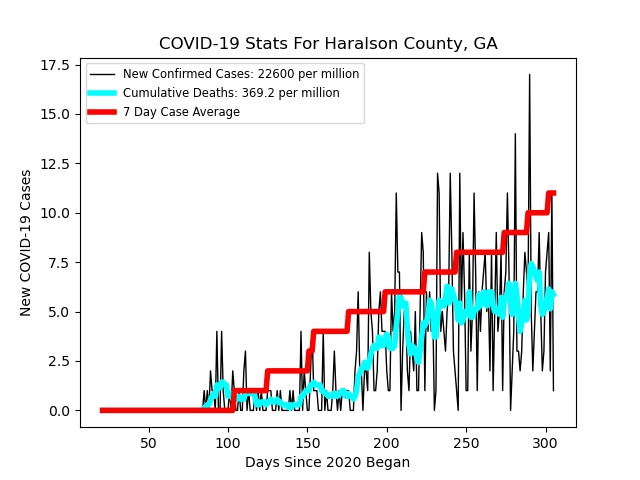 COVID-19 Stats For Haralson County, GA
New Confirmed Cases: 22600 per million
Cumulative Deaths: 369.2 per million
7 Day Case Average
New COVID-19 Cases
17.5
15.0
12.5
10.0
7.5
5.0
2.5
0.0
50 100 150 200 250 300
Days Since 2020 Began